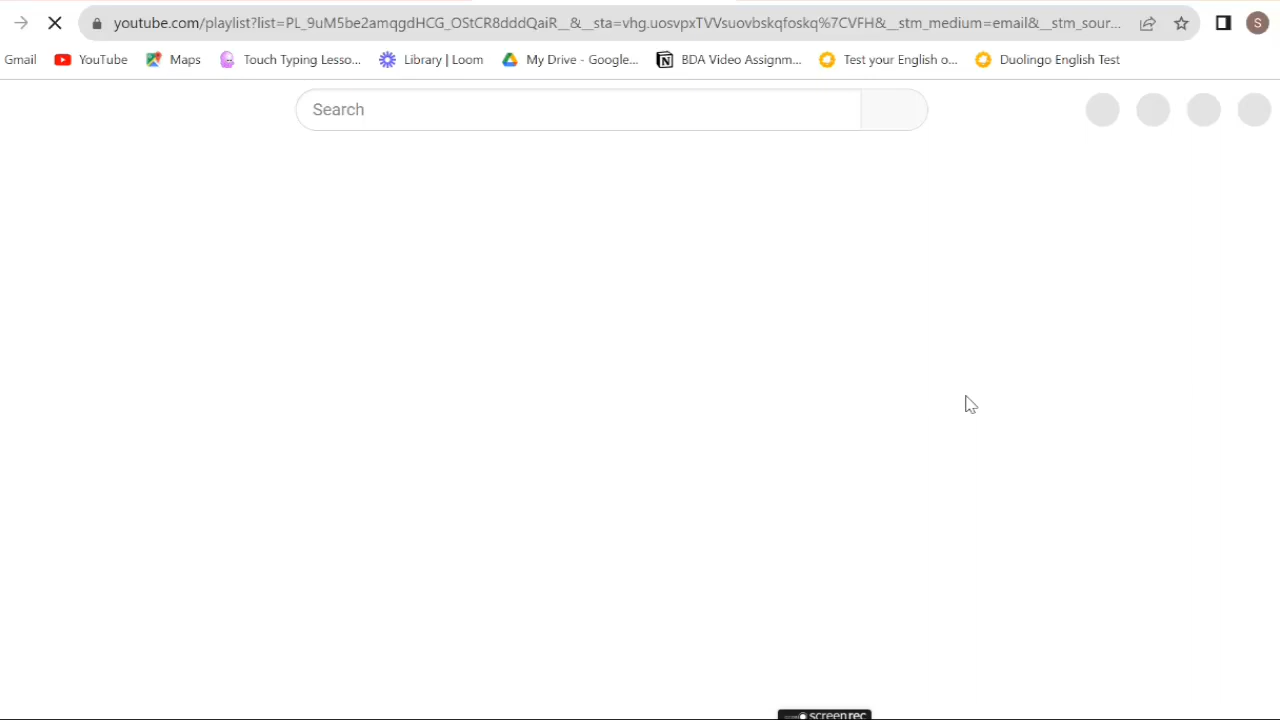 youtube.com/playlist?list=PL_9uM5be2amqgdHCG_OStCR8dddQaiR__&__sta=vhg.uosvpxTVVsuovbskqfoskq%7CVFH&__stm_medium=email&__stm_sour... S
Gmail YouTube Maps Touch Typing Lesso... Library | Loom My Drive - Google... BDA Video Assignm... Test your English o... Duolingo English Test
Search
screenrec